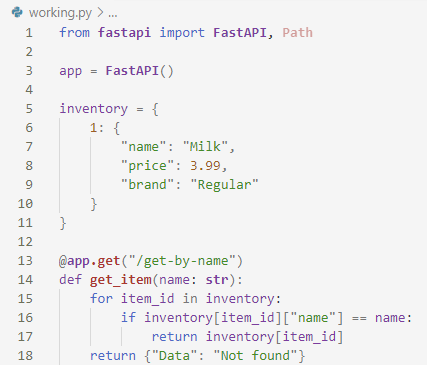 working.py > ...
1 from fastapi import FastAPI, Path
2
3 app = FastAPI()
4
5 inventory = {
6     1: {
7         "name": "Milk",
8         "price": 3.99,
9         "brand": "Regular"
10     }
11 }
12
13 @app.get("/get-by-name")
14 def get_item(name: str):
15     for item_id in inventory:
16         if inventory[item_id]["name"] == name:
17             return inventory[item_id]
18     return {"Data": "Not found"}